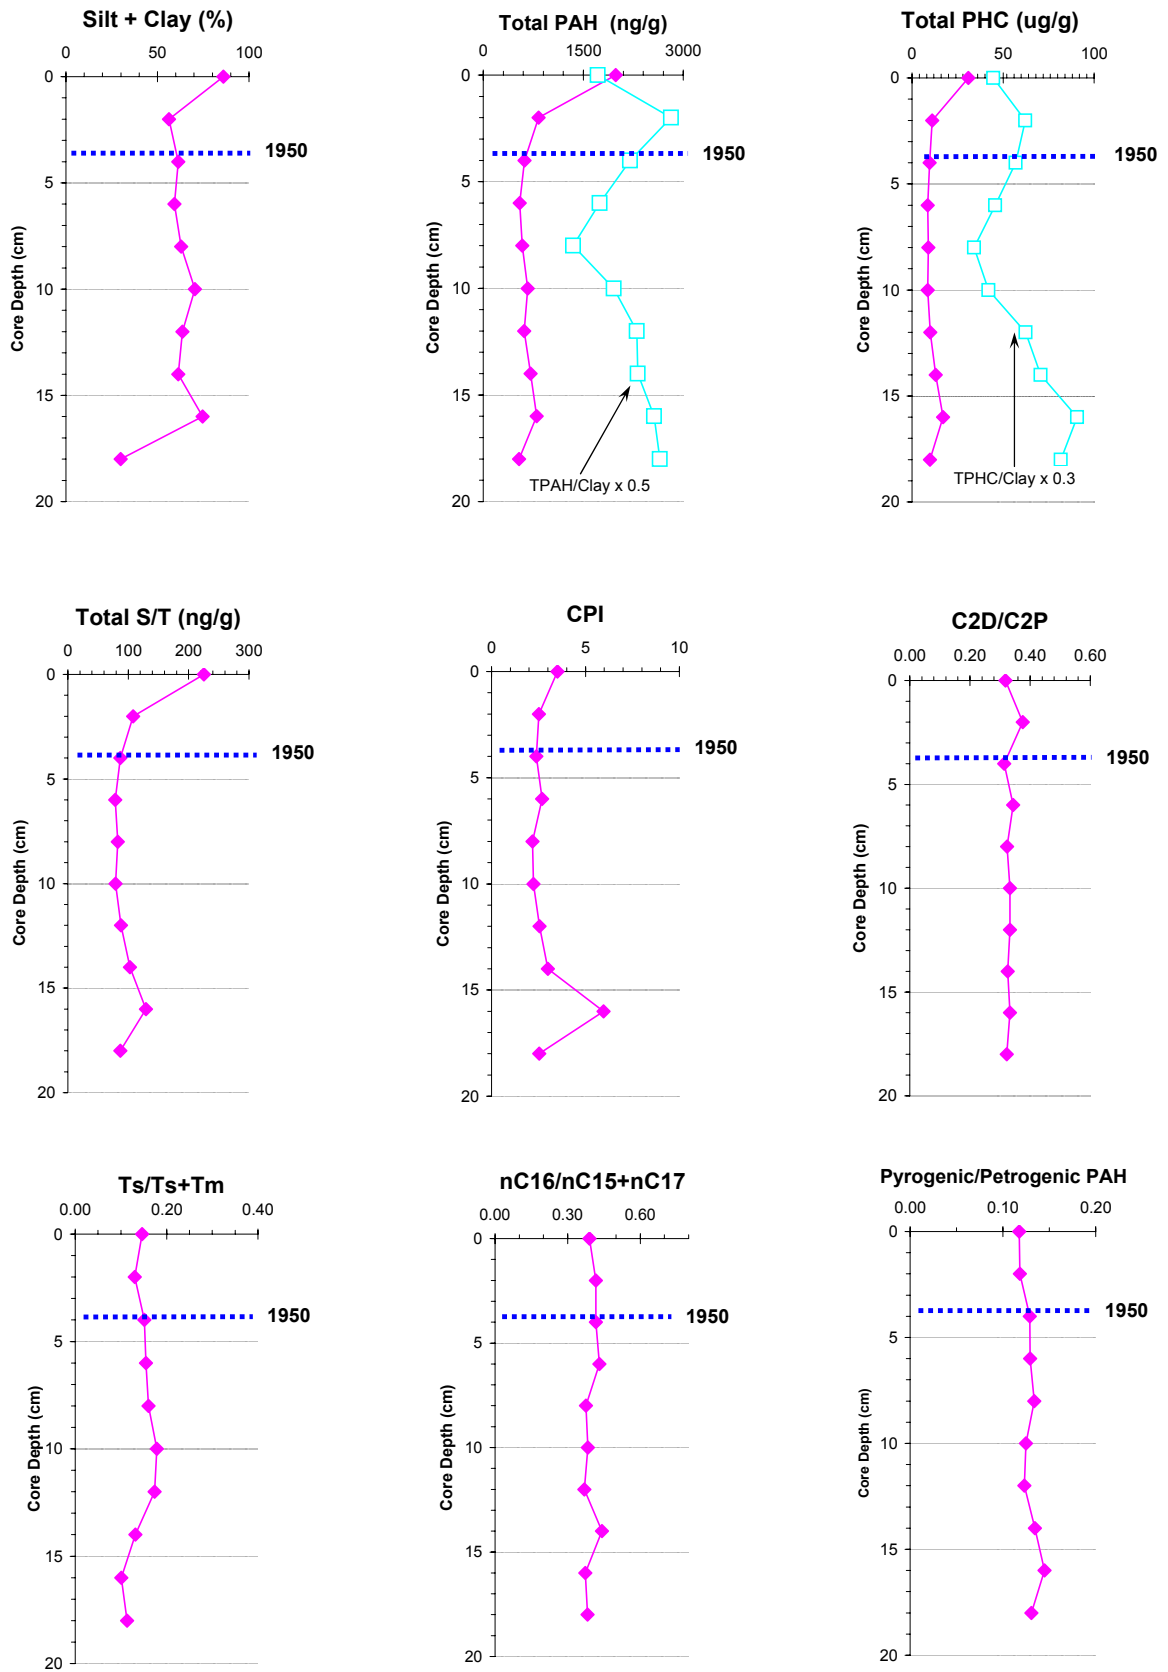 Silt + Clay (%)
0 50 100
0
5
10
15
20
Core Depth (cm)
1950
Total PAH (ng/g)
0 1500 3000
0
5
10
15
20
Core Depth (cm)
1950
TPAH/Clay x 0.5
Total PHC (ug/g)
0 50 100
0
5
10
15
20
Core Depth (cm)
1950
TPHC/Clay x 0.3
Total S/T (ng/g)
0 100 200 300
0
5
10
15
20
Core Depth (cm)
1950
CPI
0 5 10
0
5
10
15
20
Core Depth (cm)
1950
C2D/C2P
0.00 0.20 0.40 0.60
0
5
10
15
20
Core Depth (cm)
1950
Ts/Ts+Tm
0.00 0.20 0.40
0
5
10
15
20
Core Depth (cm)
1950
nC16/nC15+nC17
0.00 0.30 0.60
0
5
10
15
20
Core Depth (cm)
1950
Pyrogenic/Petrogenic PAH
0.00 0.10 0.20
0
5
10
15
20
Core Depth (cm)
1950